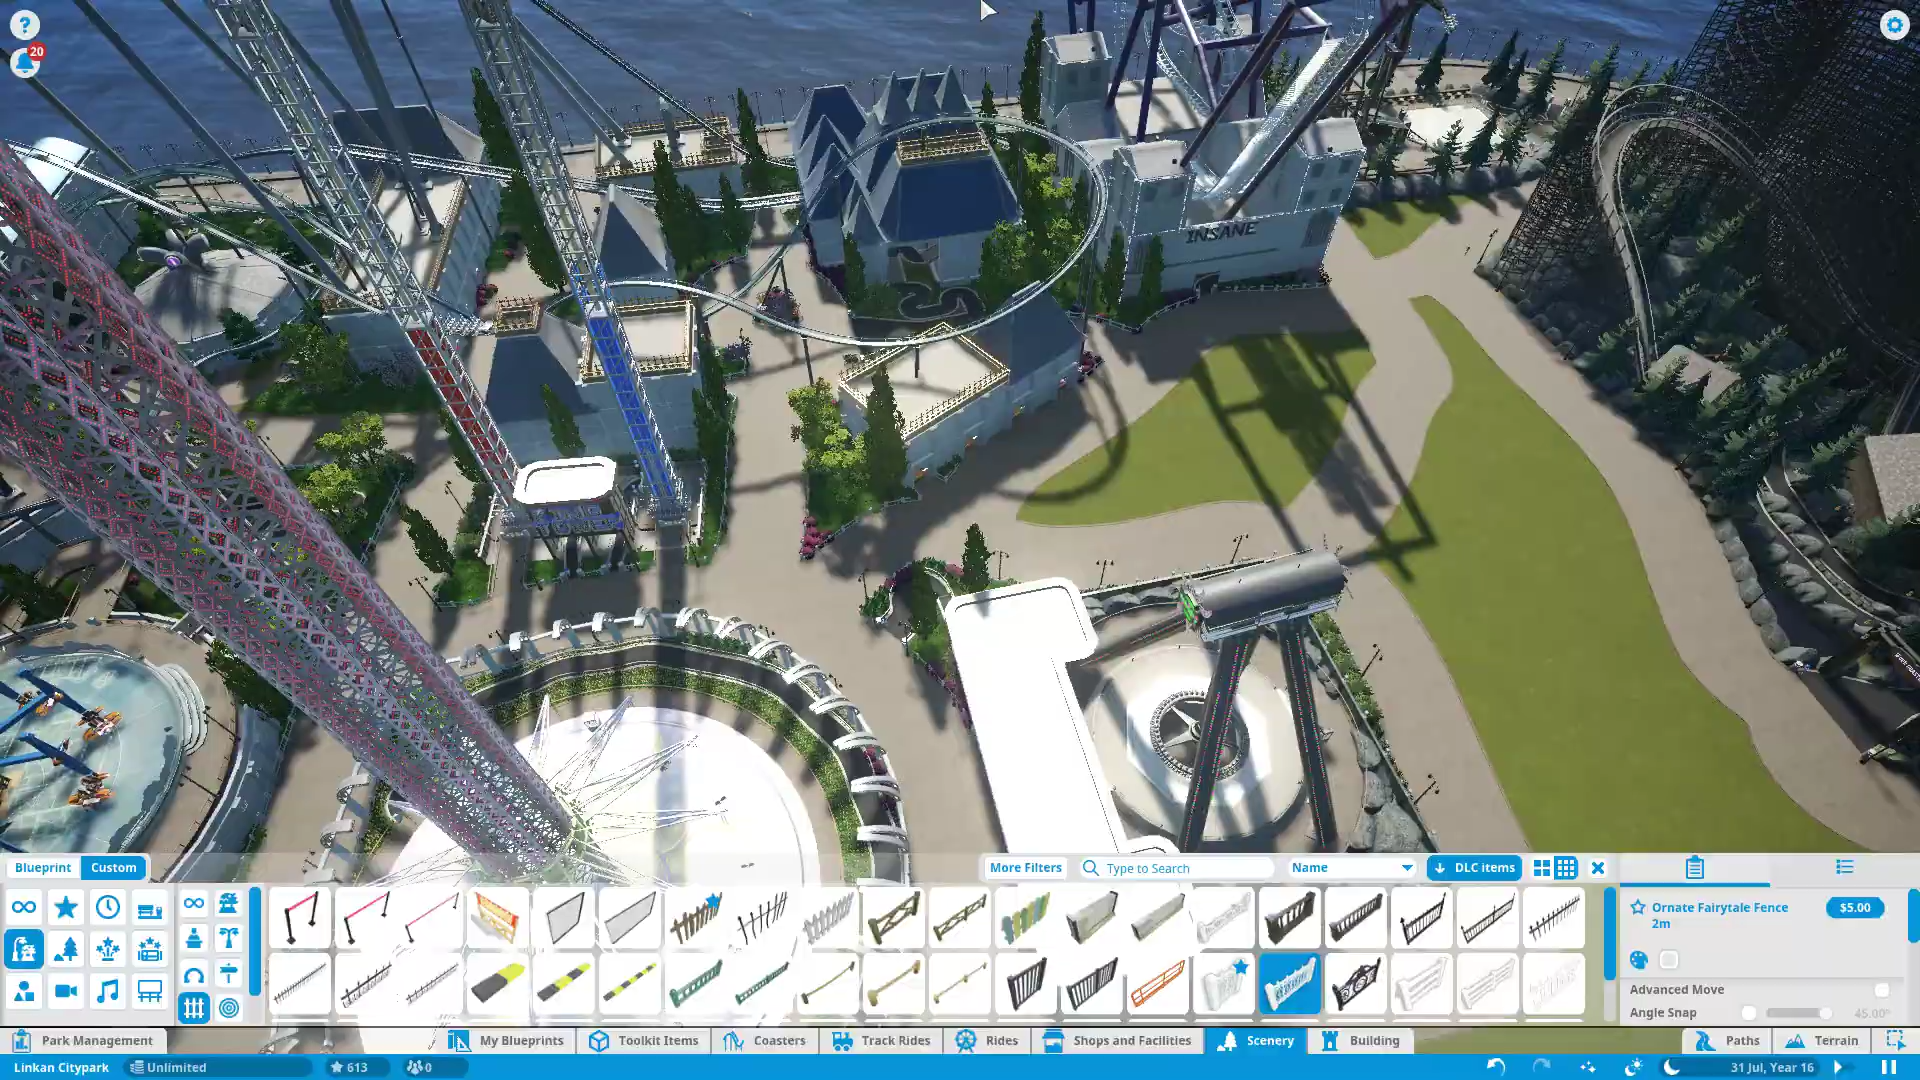 ?
20
INSANE
Blueprint
Custom
More Filters
Type to Search
Name
DLC items
Ornate Fairytale Fence
2m
$5.00
Advanced Move
Angle Snap
45.00°
Park Management
My Blueprints
Toolkit Items
Coasters
Track Rides
Rides
Shops and Facilities
Scenery
Building
Paths
Terrain
Linkan Citypark
Unlimited
613
0
31 Jul, Year 16